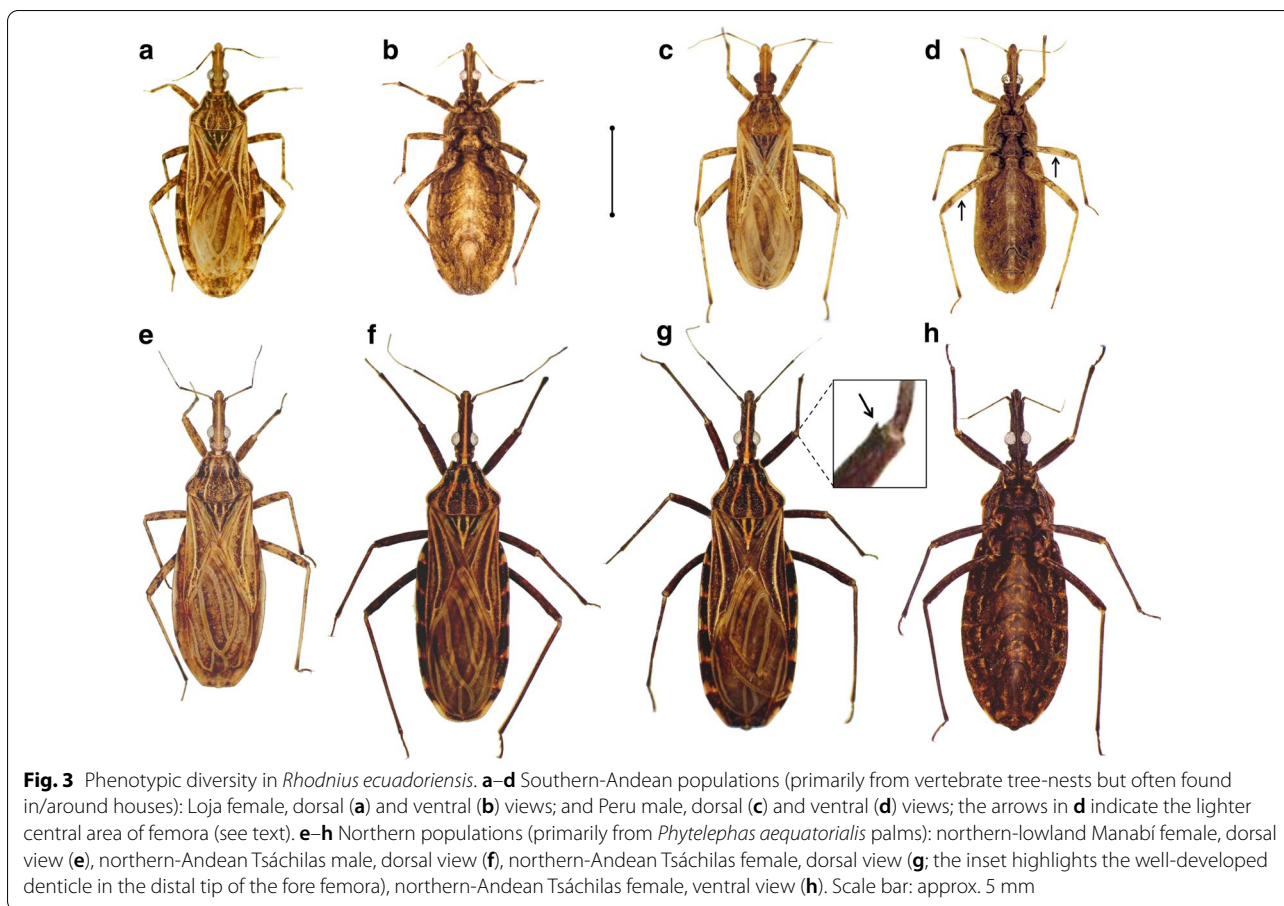 a b c d
e f g h
Fig. 3 Phenotypic diversity in Rhodnius ecuadoriensis. a–d Southern-Andean populations (primarily from vertebrate tree-nests but often found
in/around houses): Loja female, dorsal (a) and ventral (b) views; and Peru male, dorsal (c) and ventral (d) views; the arrows in d indicate the lighter
central area of femora (see text). e–h Northern populations (primarily from Phytelephas aequatorialis palms): northern-lowland Manabí female, dorsal
view (e), northern-Andean Tsáchilas male, dorsal view (f), northern-Andean Tsáchilas female, dorsal view (g; the inset highlights the well-developed
denticle in the distal tip of the fore femora), northern-Andean Tsáchilas female, ventral view (h). Scale bar: approx. 5 mm